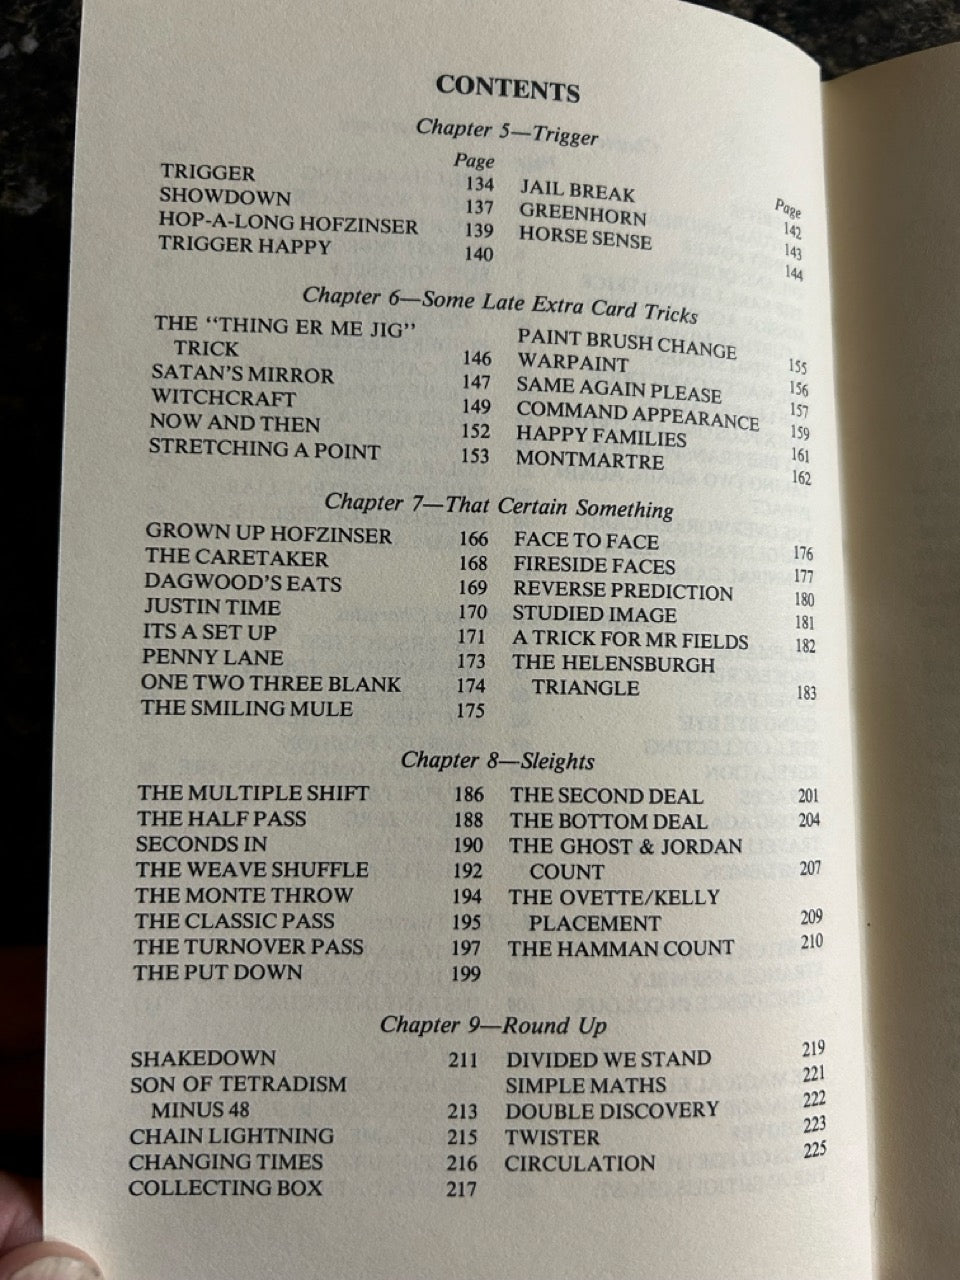 CONTENTS
Chapter 5—Trigger
Page
TRIGGER 134
SHOWDOWN 137
HOP-A-LONG HOFZINSER 139
TRIGGER HAPPY 140
Page
JAIL BREAK 142
GREENHORN 143
HORSE SENSE 144
Chapter 6—Some Late Extra Card Tricks
THE “THING ER ME JIG”
TRICK 146
SATAN’S MIRROR 147
WITCHCRAFT 149
NOW AND THEN 152
STRETCHING A POINT 153
PAINT BRUSH CHANGE 155
WARPAINT 156
SAME AGAIN PLEASE 157
COMMAND APPEARANCE 159
HAPPY FAMILIES 161
MONTMARTRE 162
Chapter 7—That Certain Something
GROWN UP HOFZINSER 166
THE CARETAKER 168
DAGWOOD’S EATS 169
JUSTIN TIME 170
ITS A SET UP 171
PENNY LANE 173
ONE TWO THREE BLANK 174
THE SMILING MULE 175
FACE TO FACE 176
FIRESIDE FACES 177
REVERSE PREDICTION 180
STUDIED IMAGE 181
A TRICK FOR MR FIELDS 182
THE HELENSBURGH
TRIANGLE 183
Chapter 8—Sleights
THE MULTIPLE SHIFT 186
THE HALF PASS 188
SECONDS IN 190
THE WEAVE SHUFFLE 192
THE MONTE THROW 194
THE CLASSIC PASS 195
THE TURNOVER PASS 197
THE PUT DOWN 199
THE SECOND DEAL 201
THE BOTTOM DEAL 204
THE GHOST & JORDAN
COUNT 207
THE OVETTE/KELLY
PLACEMENT 209
THE HAMMAN COUNT 210
Chapter 9—Round Up
SHAKEDOWN 211
SON OF TETRADISM
MINUS 48 213
CHAIN LIGHTNING 215
CHANGING TIMES 216
COLLECTING BOX 217
DIVIDED WE STAND 219
SIMPLE MATHS 221
DOUBLE DISCOVERY 222
TWISTER 223
CIRCULATION 225